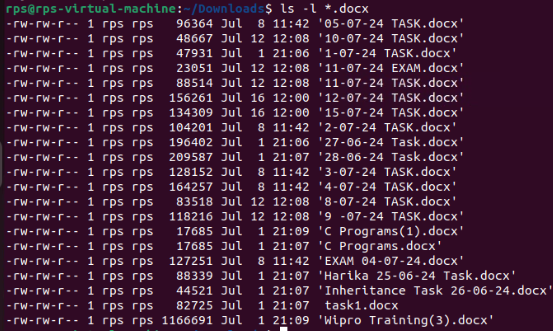 rps@rps-virtual-machine:~/Downloads$ ls -l *.docx
-rw-rw-r-- 1 rps rps   96364 Jul  8 11:42 '05-07-24 TASK.docx'
-rw-rw-r-- 1 rps rps   48667 Jul 12 12:08 '10-07-24 TASK.docx'
-rw-rw-r-- 1 rps rps   47931 Jul  1 21:06 '1-07-24 TASK.docx'
-rw-rw-r-- 1 rps rps   23051 Jul 12 12:08 '11-07-24 EXAM.docx'
-rw-rw-r-- 1 rps rps   88514 Jul 12 12:08 '11-07-24 TASK.docx'
-rw-rw-r-- 1 rps rps  156261 Jul 16 12:00 '12-07-24 TASK.docx'
-rw-rw-r-- 1 rps rps  134309 Jul 16 12:00 '15-07-24 TASK.docx'
-rw-rw-r-- 1 rps rps  104201 Jul  8 11:42 '2-07-24 TASK.docx'
-rw-rw-r-- 1 rps rps  196402 Jul  1 21:06 '27-06-24 Task.docx'
-rw-rw-r-- 1 rps rps  209587 Jul  1 21:07 '28-06-24 Task.docx'
-rw-rw-r-- 1 rps rps  128152 Jul  8 11:42 '3-07-24 TASK.docx'
-rw-rw-r-- 1 rps rps  164257 Jul  8 11:42 '4-07-24 TASK.docx'
-rw-rw-r-- 1 rps rps   83518 Jul 12 12:08 '8-07-24 TASK.docx'
-rw-rw-r-- 1 rps rps  118216 Jul 12 12:08 '9 -07-24 TASK.docx'
-rw-rw-r-- 1 rps rps   17685 Jul  1 21:09 'C Programs(1).docx'
-rw-rw-r-- 1 rps rps   17685 Jul  1 21:07 'C Programs.docx'
-rw-rw-r-- 1 rps rps  127251 Jul  8 11:42 'EXAM 04-07-24.docx'
-rw-rw-r-- 1 rps rps   88339 Jul  1 21:07 'Harika 25-06-24 Task.docx'
-rw-rw-r-- 1 rps rps   44521 Jul  1 21:07 'Inheritance Task 26-06-24.docx'
-rw-rw-r-- 1 rps rps   82725 Jul  1 21:07  task1.docx
-rw-rw-r-- 1 rps rps 1166691 Jul  1 21:09 'Wipro Training(3).docx'